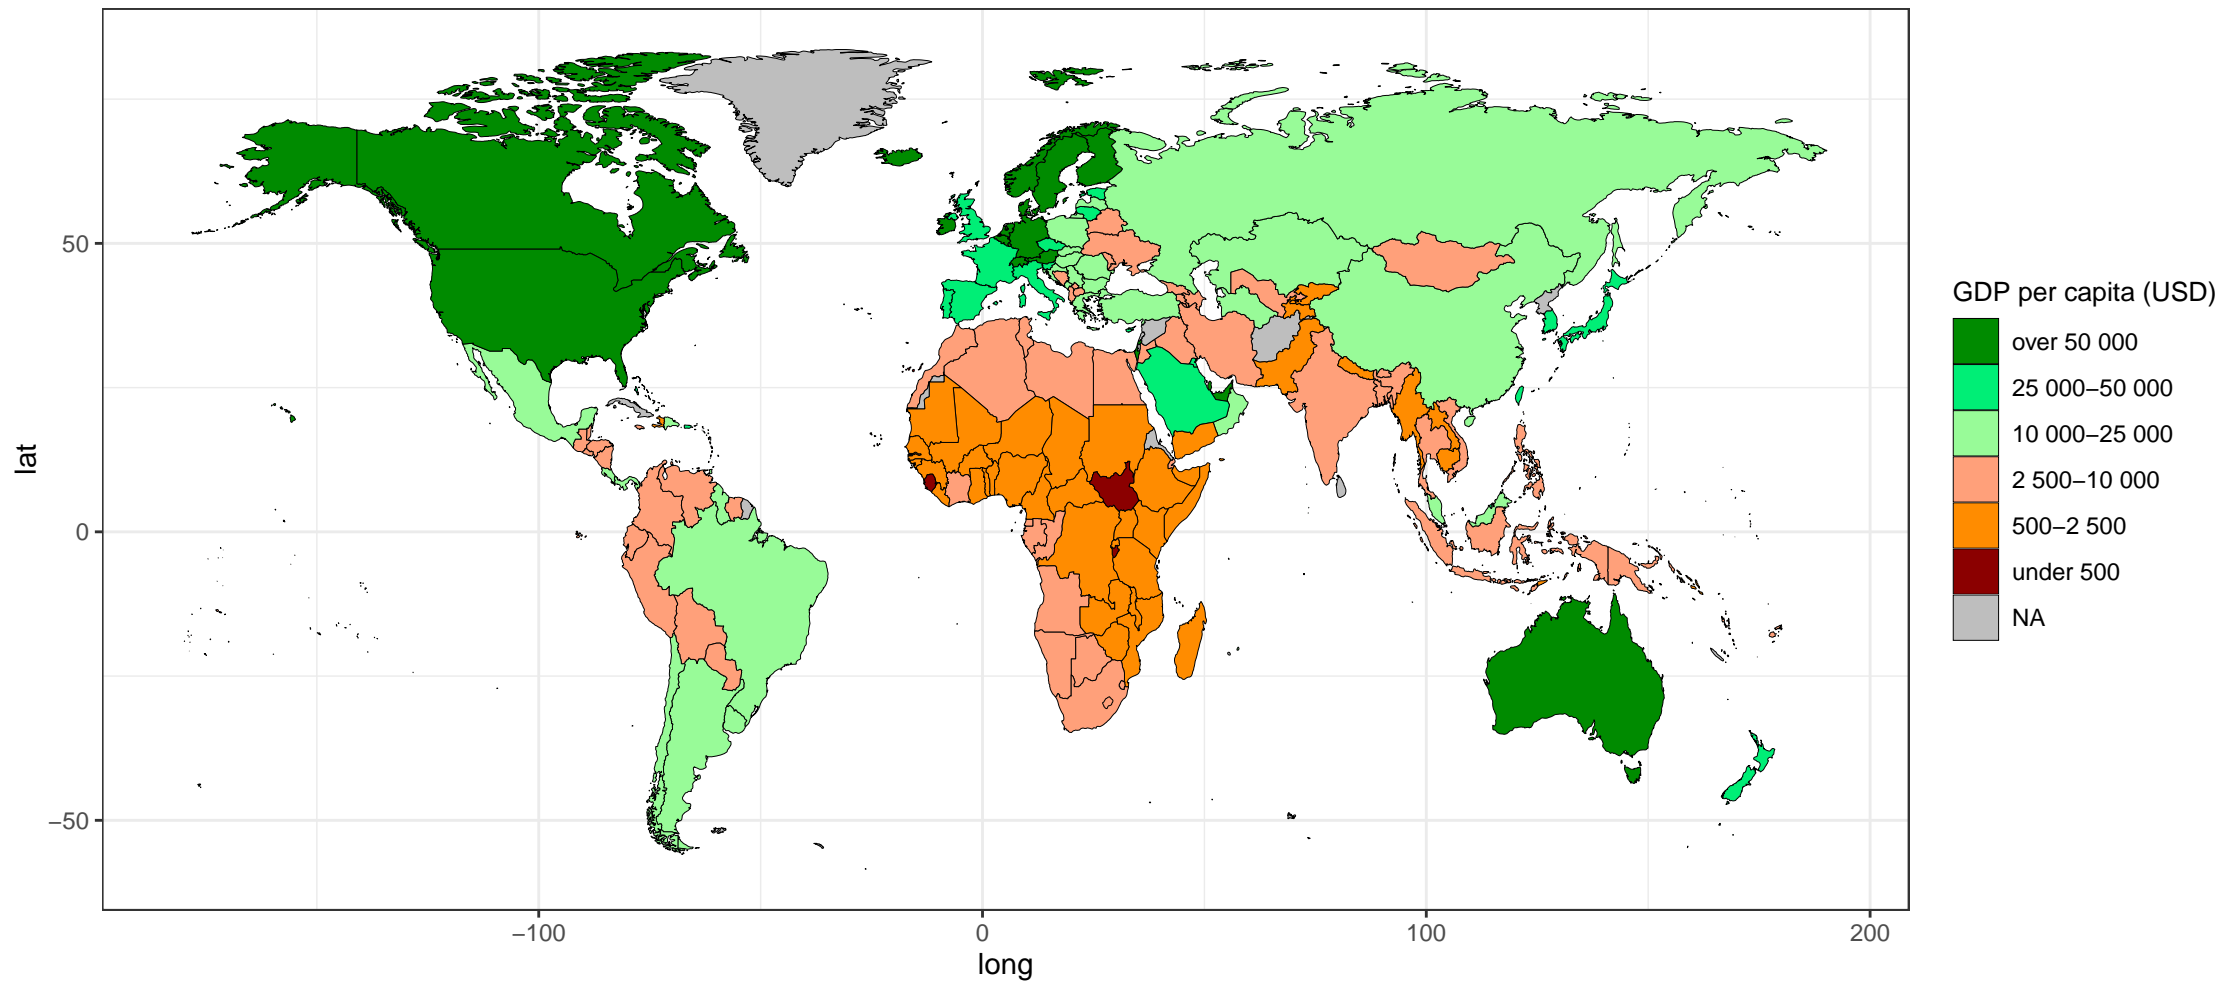 lat
50
0
−50
−100
0
100
200
long
GDP per capita (USD)
over 50 000
25 000−50 000
10 000−25 000
2 500−10 000
500−2 500
under 500
NA